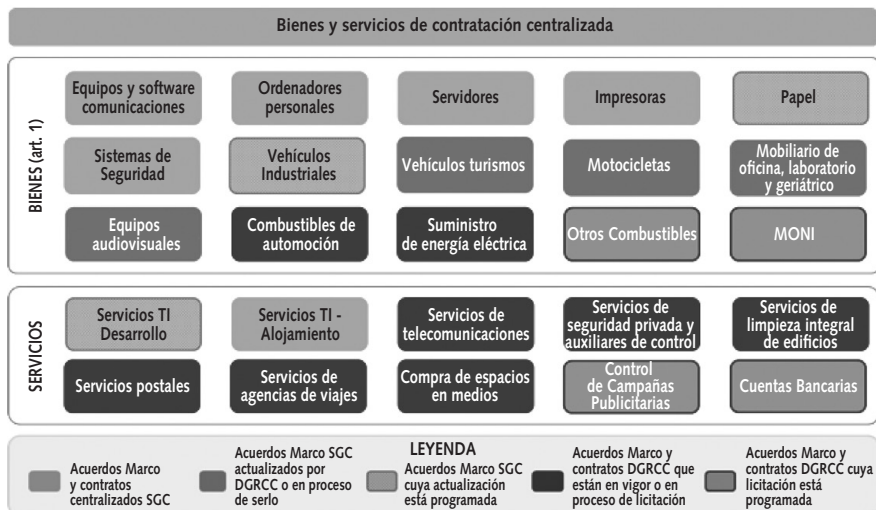 Bienes y servicios de contratación centralizada
BIENES (art. 1)
Equipos y software
comunicaciones
Ordenadores
personales
Servidores
Impresoras
Papel
Sistemas de
Seguridad
Vehículos
Industriales
Vehículos turismos
Motocicletas
Mobiliario de
oficina, laboratorio
y geriátrico
Equipos
audiovisuales
Combustibles de
automoción
Suministro
de energía eléctrica
Otros Combustibles
MONI
SERVICIOS
Servicios TI
Desarrollo
Servicios TI -
Alojamiento
Servicios de
telecomunicaciones
Servicios de
seguridad privada y
auxiliares de control
Servicios de
limpieza integral
de edificios
Servicios postales
Servicios de
agencias de viajes
Compra de espacios
en medios
Control
de Campañas
Publicitarias
Cuentas Bancarias
LEYENDA
Acuerdos Marco
y contratos
centralizados SGC
Acuerdos Marco SGC
actualizados por
DGRCC o en proceso
de serlo
Acuerdos Marco SGC
cuya actualización
está programada
Acuerdos Marco y
contratos DGRCC que
están en vigor o en
proceso de licitación
Acuerdos Marco y
contratos DGRCC cuya
licitación está
programada